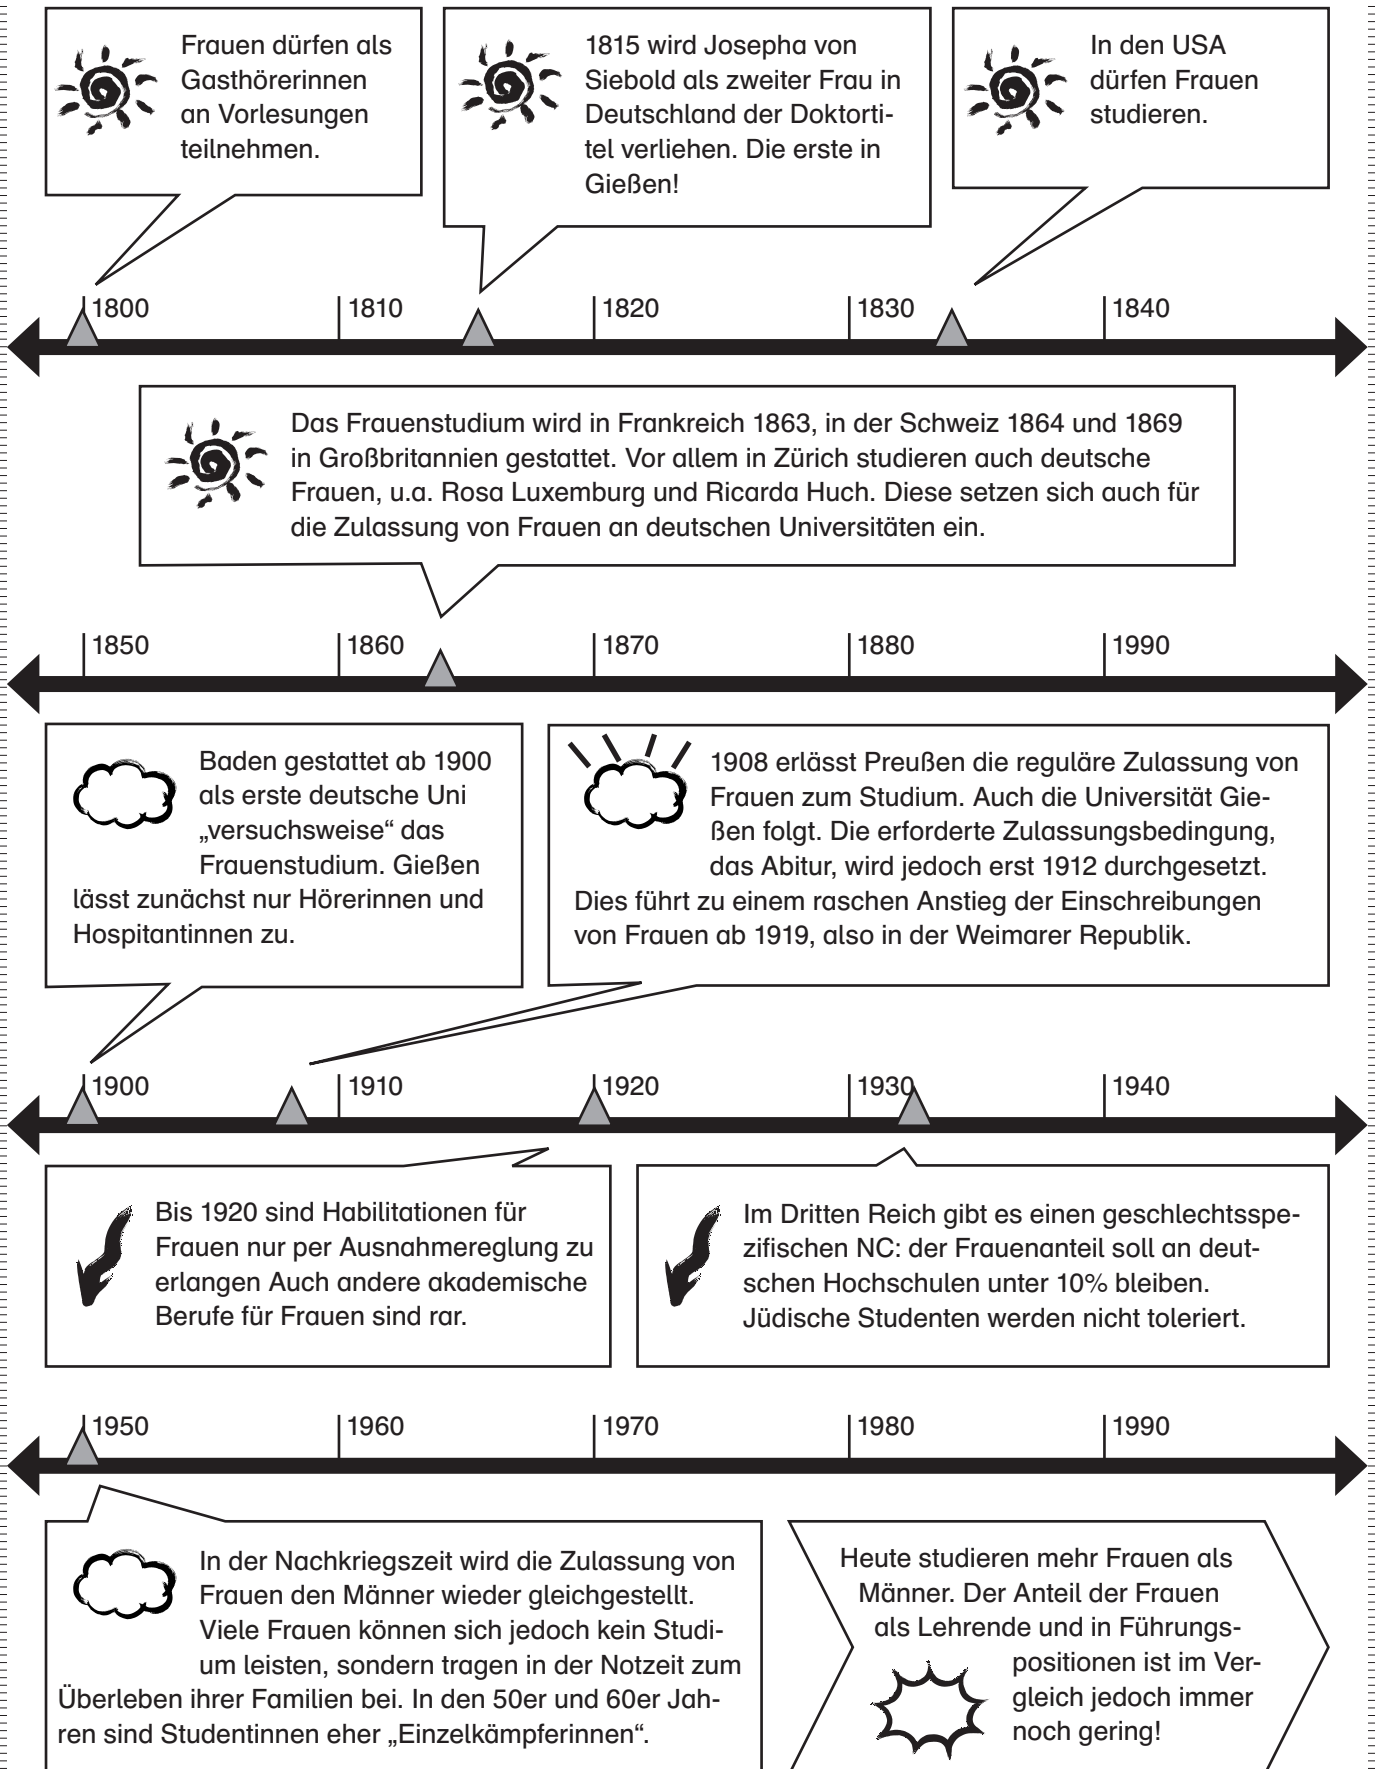 Frauen dürfen als
Gasthörerinnen
an Vorlesungen
teilnehmen.
1815 wird Josepha von
Siebold als zweiter Frau in
Deutschland der Doktorti-
tel verliehen. Die erste in
Gießen!
In den USA
dürfen Frauen
studieren.
1800 1810 1820 1830 1840
Das Frauenstudium wird in Frankreich 1863, in der Schweiz 1864 und 1869
in Großbritannien gestattet. Vor allem in Zürich studieren auch deutsche
Frauen, u.a. Rosa Luxemburg und Ricarda Huch. Diese setzen sich auch für
die Zulassung von Frauen an deutschen Universitäten ein.
1850 1860 1870 1880 1990
Baden gestattet ab 1900
als erste deutsche Uni
„versuchsweise“ das
Frauenstudium. Gießen
lässt zunächst nur Hörerinnen und
Hospitantinnen zu.
1908 erlässt Preußen die reguläre Zulassung von
Frauen zum Studium. Auch die Universität Gie-
ßen folgt. Die erforderte Zulassungsbedingung,
das Abitur, wird jedoch erst 1912 durchgesetzt.
Dies führt zu einem raschen Anstieg der Einschreibungen
von Frauen ab 1919, also in der Weimarer Republik.
1900 1910 1920 1930 1940
Bis 1920 sind Habilitationen für
Frauen nur per Ausnahmereglung zu
erlangen Auch andere akademische
Berufe für Frauen sind rar.
Im Dritten Reich gibt es einen geschlechtsspe-
zifischen NC: der Frauenanteil soll an deut-
schen Hochschulen unter 10% bleiben.
Jüdische Studenten werden nicht toleriert.
1950 1960 1970 1980 1990
In der Nachkriegszeit wird die Zulassung von
Frauen den Männer wieder gleichgestellt.
Viele Frauen können sich jedoch kein Studi-
um leisten, sondern tragen in der Notzeit zum
Überleben ihrer Familien bei. In den 50er und 60er Jah-
ren sind Studentinnen eher „Einzelkämpferinnen“.
Heute studieren mehr Frauen als
Männer. Der Anteil der Frauen
als Lehrende und in Führungs-
positionen ist im Ver-
gleich jedoch immer
noch gering!